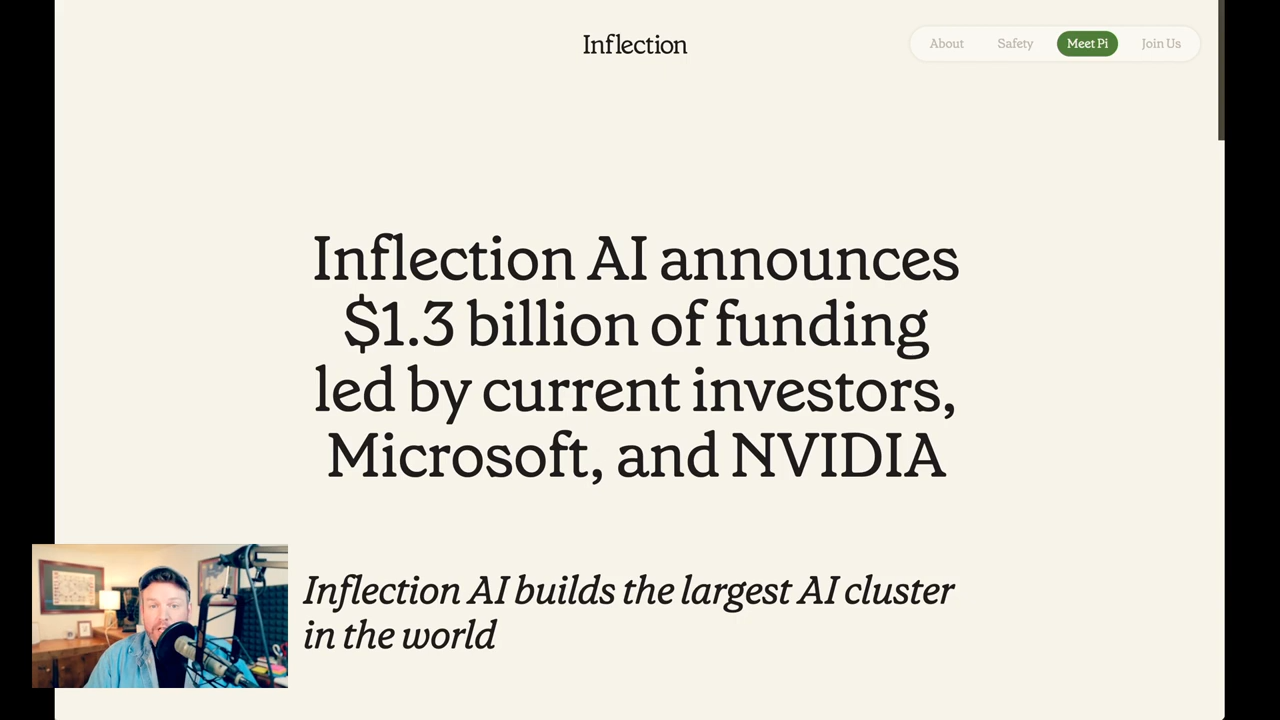 Inflection
About Safety Meet Pi Join Us
Inflection AI announces
$1.3 billion of funding
led by current investors,
Microsoft, and NVIDIA
Inflection AI builds the largest AI cluster
in the world